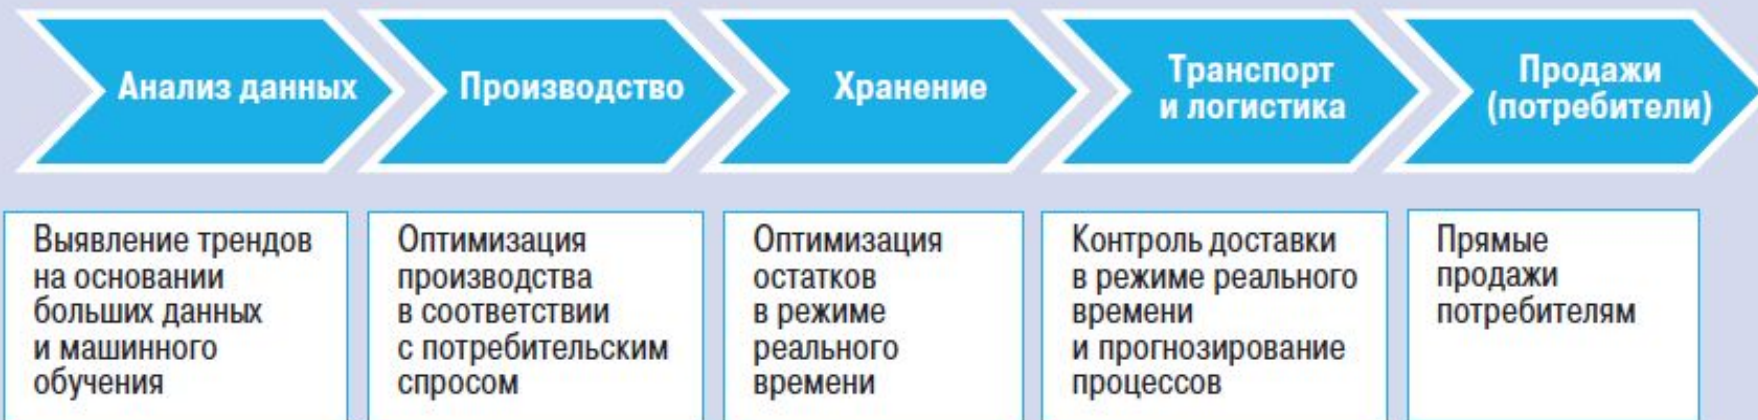 Анализ данных
Производство
Хранение
Транспорт
и логистика
Продажи
(потребители)
Выявление трендов
на основании
больших данных
и машинного
обучения
Оптимизация
производства
в соответствии
с потребительским
спросом
Оптимизация
остатков
в режиме
реального
времени
Контроль доставки
в режиме реального
времени
и прогнозирование
процессов
Прямые
продажи
потребителям